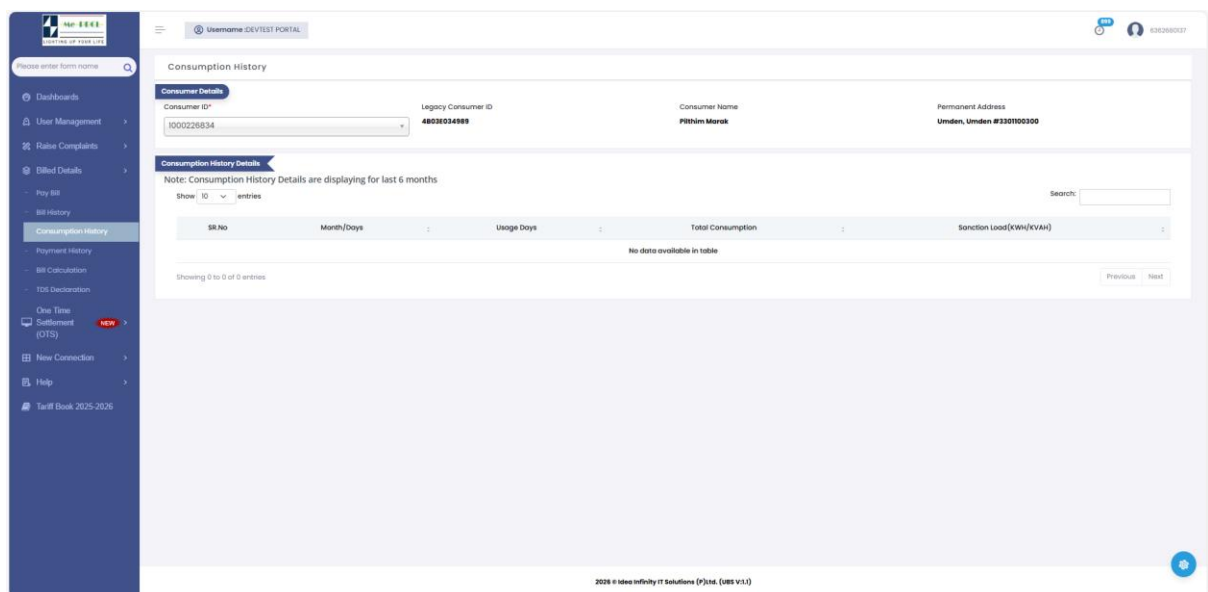 Me-PDCL
LIGHTING UP YOUR LIFE
Please enter form name
Dashboards
User Management
Raise Complaints
Billed Details
Pay Bill
Bill History
Consumption History
Payment History
Bill Calculation
TDS Declaration
One Time
Settlement NEW
(OTS)
New Connection
Help
Tariff Book 2025-2026
Username :DEVTEST PORTAL
Consumption History
Consumer Details
Consumer ID* Legacy Consumer ID Consumer Name Permanent Address
1000226834 4B03E034989 Pilthim Marak Umden, Umden #3301100300
Consumption History Details
Note: Consumption History Details are displaying for last 6 months
Show 10 entries Search:
SR.No Month/Days Usage Days Total Consumption Sanction Load(KWH/KVAH)
No data available in table
Showing 0 to 0 of 0 entries Previous Next
2026 © Idea Infinity IT Solutions (P)Ltd. (UBS V:1.1)